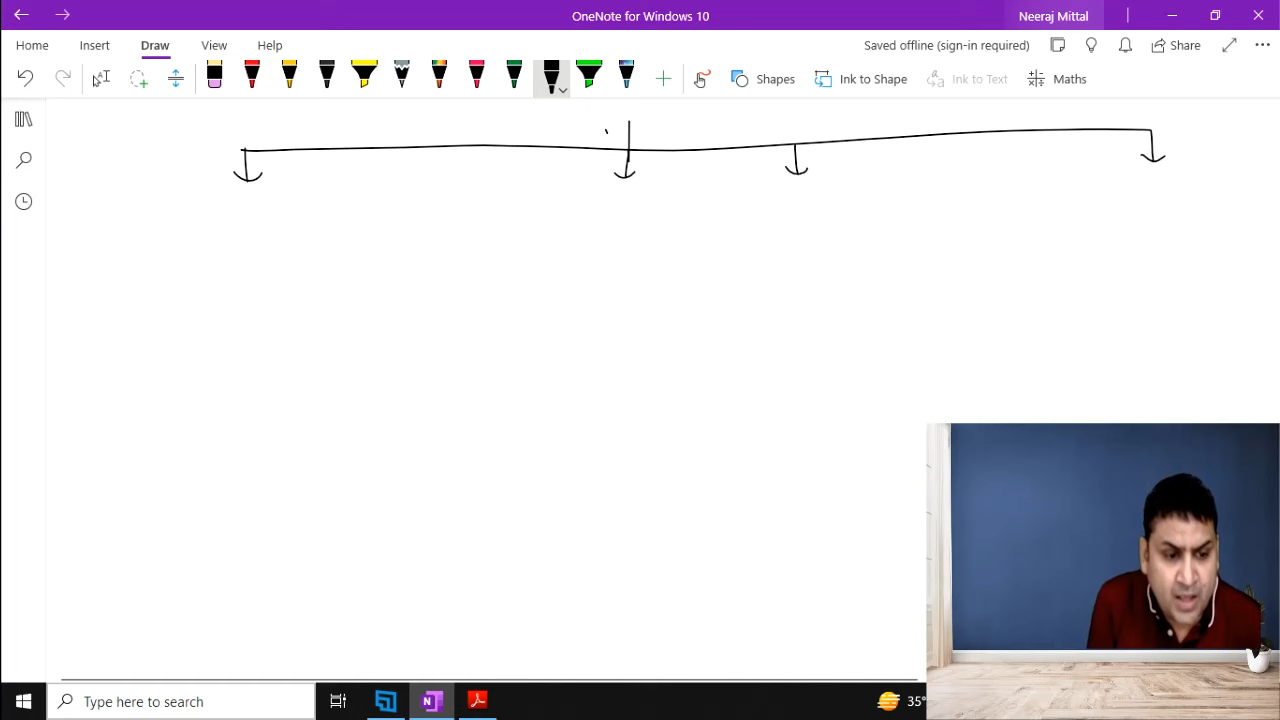 OneNote for Windows 10
Neeraj Mittal
Home Insert Draw View Help
Saved offline (sign-in required)
Share
Shapes
Ink to Shape
Ink to Text
Maths
Type here to search
35°